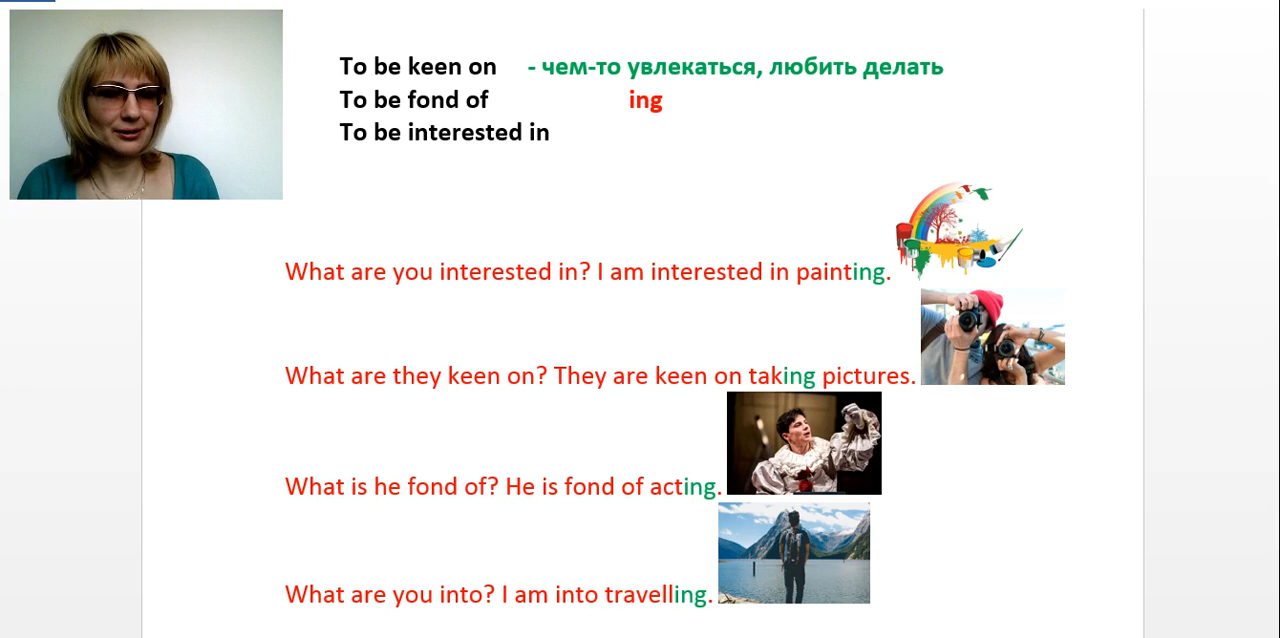 To be keen on - чем-то увлекаться, любить делать
To be fond of ing
To be interested in
What are you interested in? I am interested in painting.
What are they keen on? They are keen on taking pictures.
What is he fond of? He is fond of acting.
What are you into? I am into travelling.